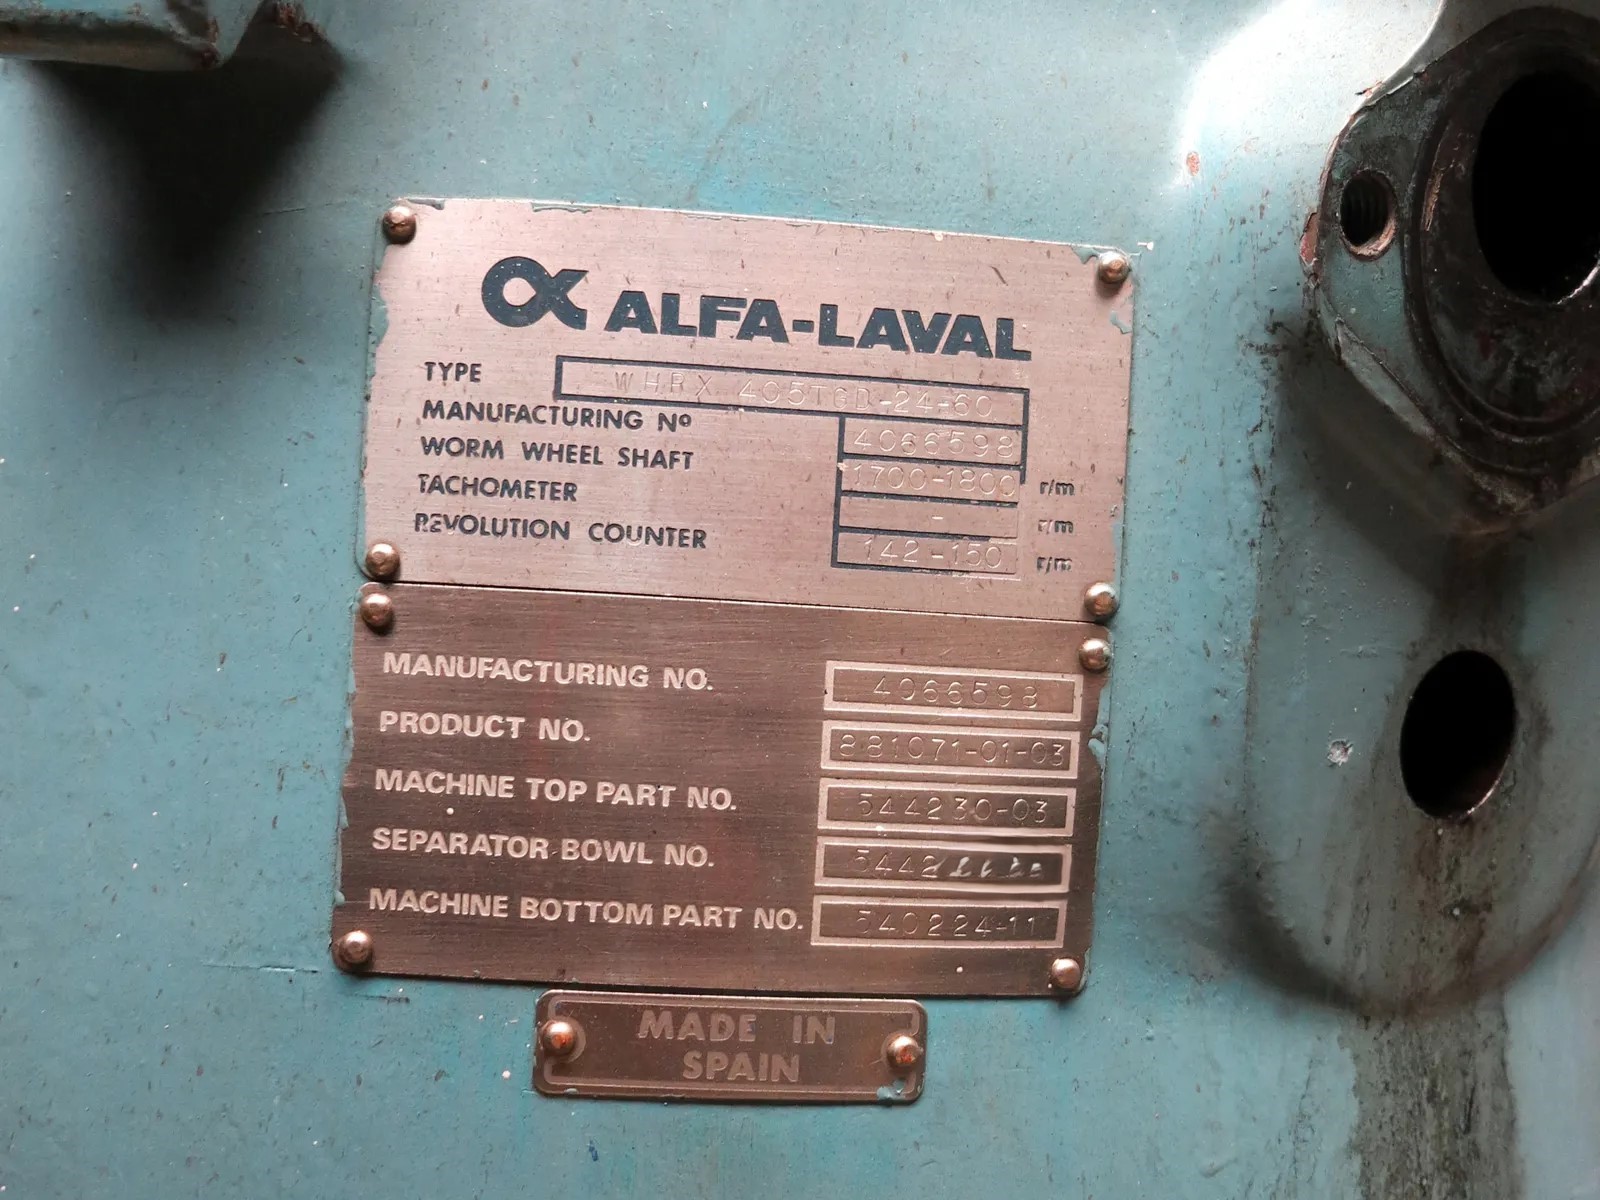 ALFA-LAVAL
TYPE WHRX 405TGD-24-60
MANUFACTURING Nº 4066598
WORM WHEEL SHAFT 1700-1800 r/m
TACHOMETER - r/m
REVOLUTION COUNTER 142-150 r/m
MANUFACTURING NO. 4066598
PRODUCT NO. 881071-01-03
MACHINE TOP PART NO. 544230-03
SEPARATOR BOWL NO.
MACHINE BOTTOM PART NO. 540224-11
MADE IN
SPAIN